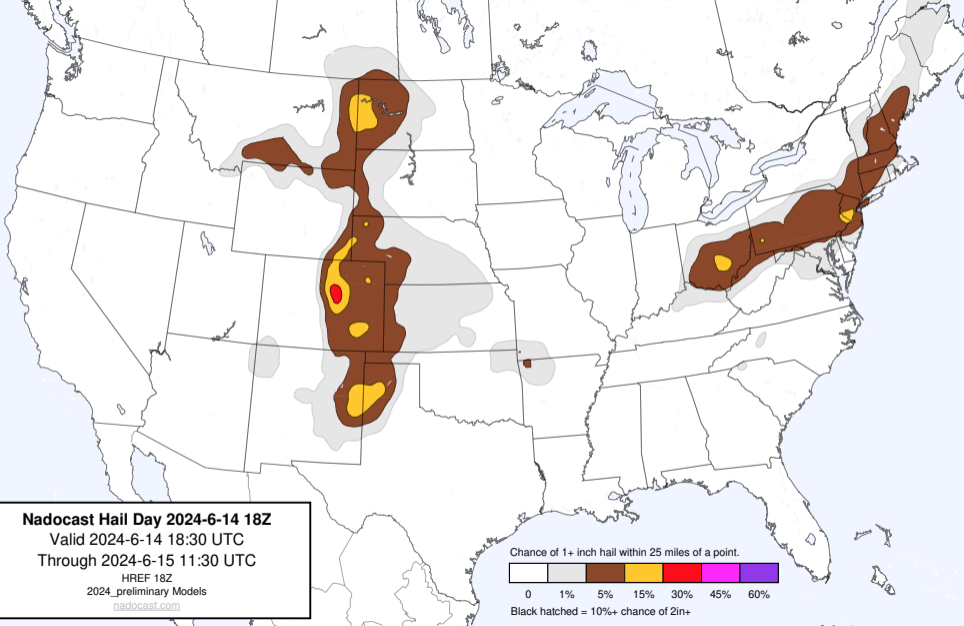 Nadocast Hail Day 2024-6-14 18Z
Valid 2024-6-14 18:30 UTC
Through 2024-6-15 11:30 UTC
HREF 18Z
2024_preliminary Models
nadocast.com
Chance of 1+ inch hail within 25 miles of a point.
0 1% 5% 15% 30% 45% 60%
Black hatched = 10%+ chance of 2in+